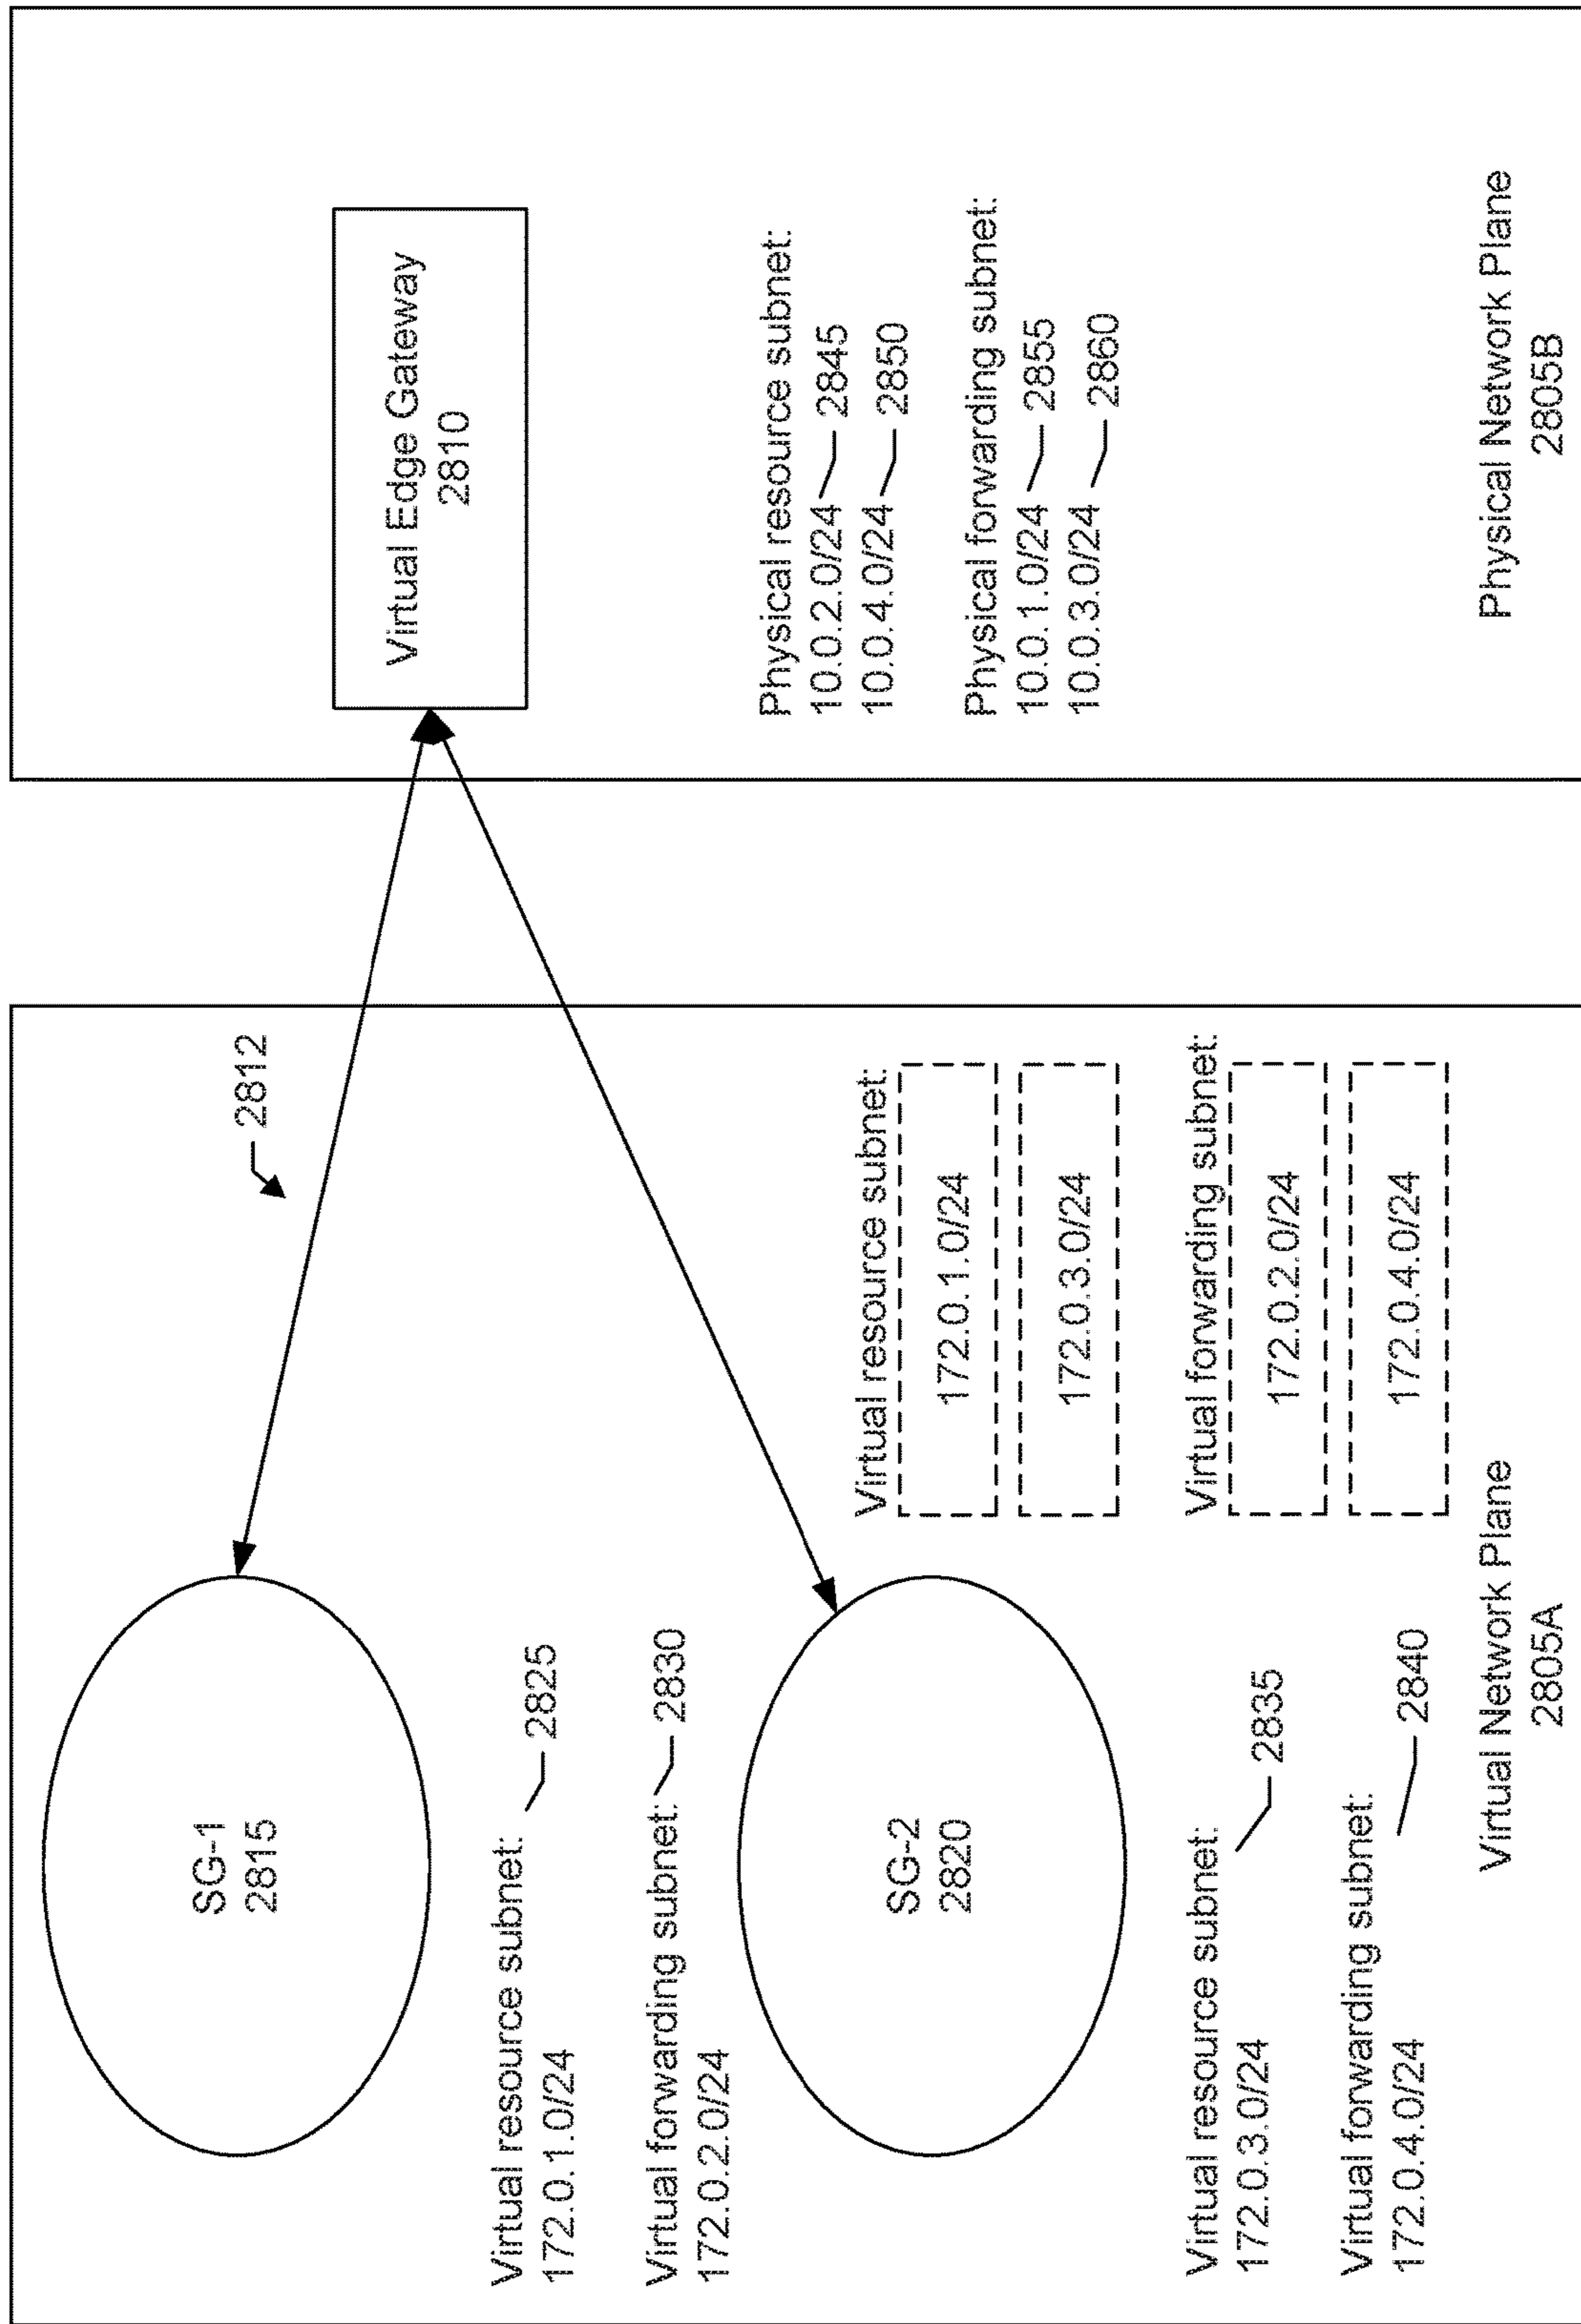 SG-1
2815
2812
Virtual resource subnet:
2825
172.0.1.0/24
Virtual forwarding subnet:
2830
172.0.2.0/24
SG-2
2820
Virtual resource subnet:
172.0.1.0/24
172.0.3.0/24
Virtual forwarding subnet:
172.0.2.0/24
172.0.4.0/24
Virtual resource subnet:
2835
172.0.3.0/24
Virtual forwarding subnet:
2840
172.0.4.0/24
Virtual Network Plane
2805A
Virtual Edge Gateway
2810
Physical resource subnet:
10.0.2.0/24 2845
10.0.4.0/24 2850
Physical forwarding subnet:
10.0.1.0/24 2855
10.0.3.0/24 2860
Physical Network Plane
2805B